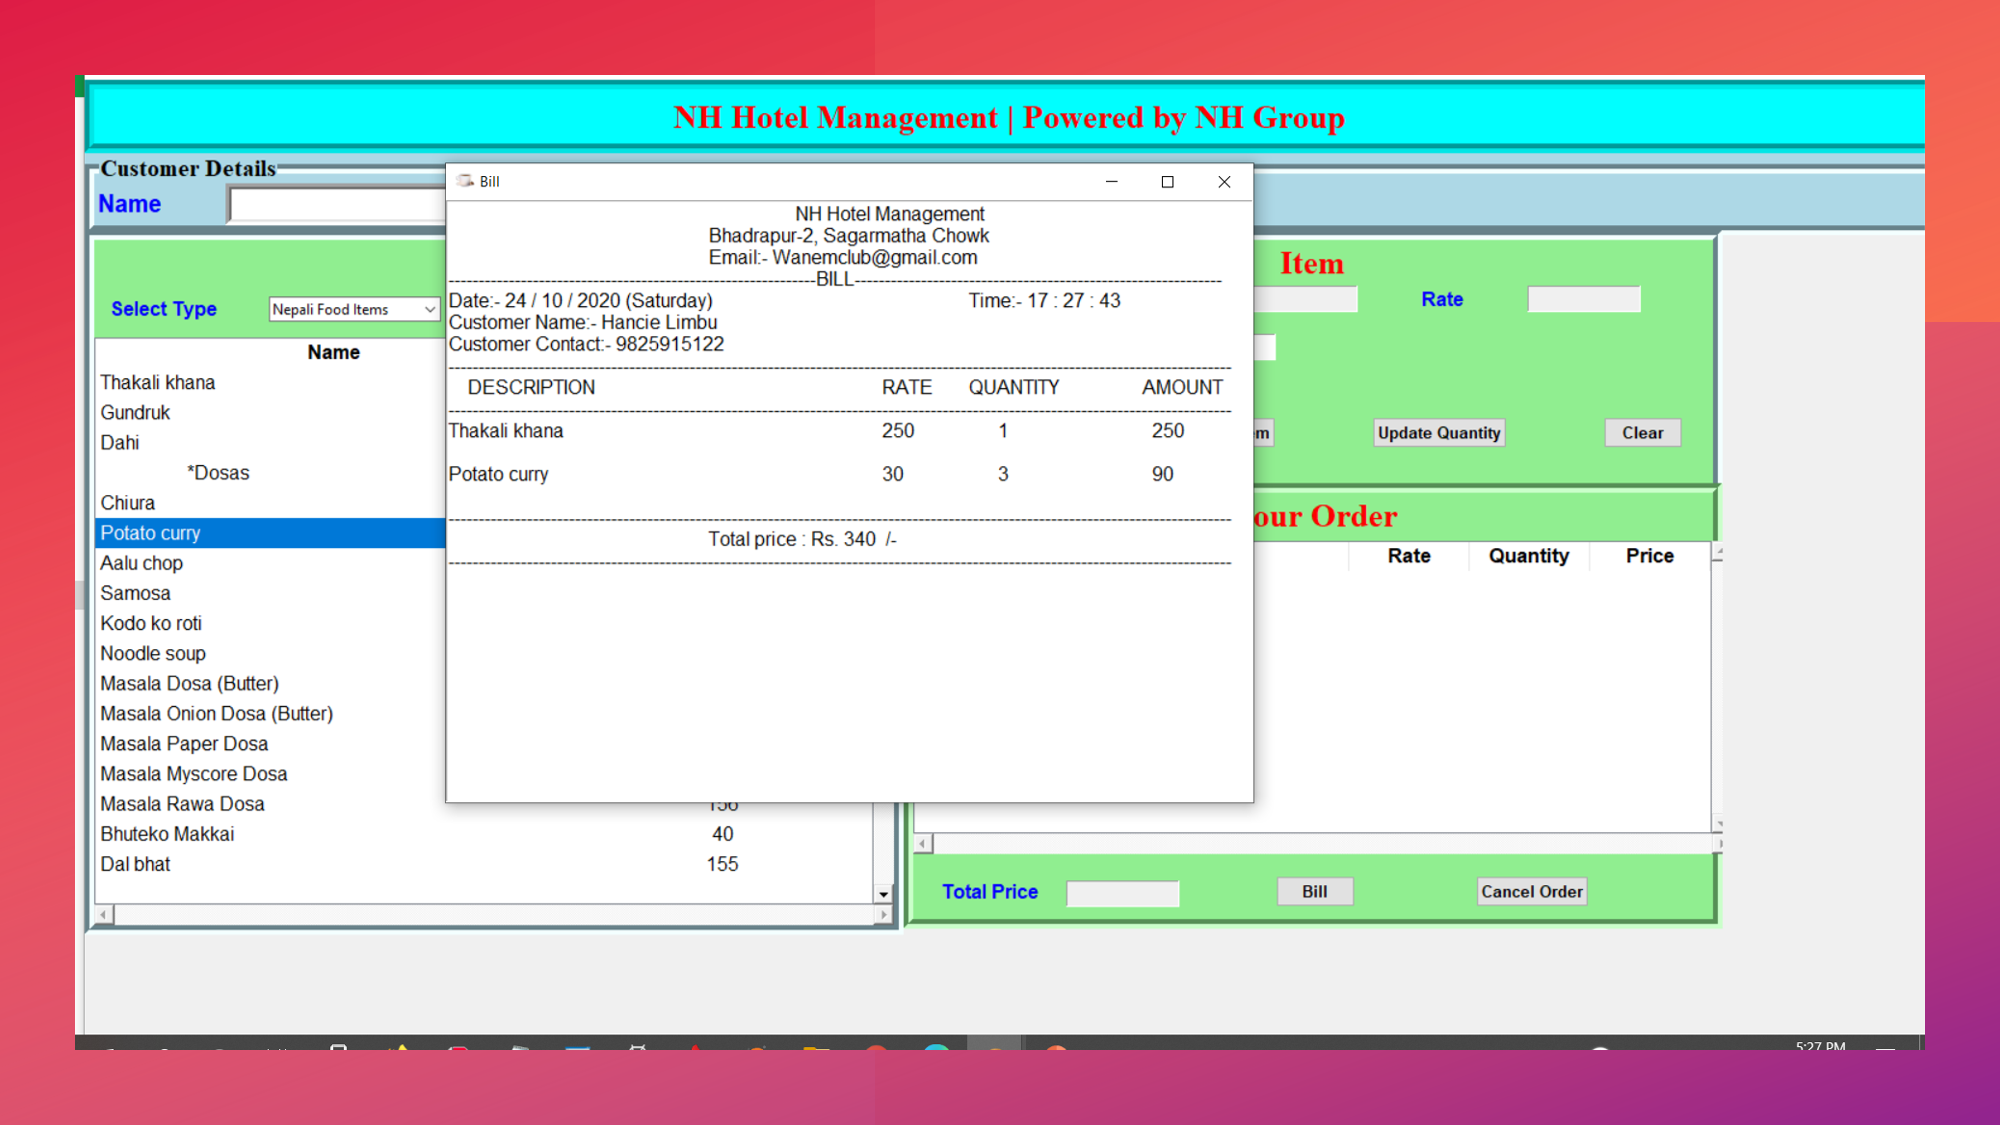 NH Hotel Management | Powered by NH Group
Customer Details
Name
Bill
NH Hotel Management
Bhadrapur-2, Sagarmatha Chowk
Email:- Wanemclub@gmail.com
-----BILL-----
Date:- 24 / 10 / 2020 (Saturday) Time:- 17 : 27 : 43
Customer Name:- Hancie Limbu
Customer Contact:- 9825915122
DESCRIPTION RATE QUANTITY AMOUNT
Thakali khana 250 1 250
Potato curry 30 3 90
Total price : Rs. 340 /-
Select Type Nepali Food Items
Name
Thakali khana
Gundruk
Dahi
*Dosas
Chiura
Potato curry
Aalu chop
Samosa
Kodo ko roti
Noodle soup
Masala Dosa (Butter)
Masala Onion Dosa (Butter)
Masala Paper Dosa
Masala Myscore Dosa
Masala Rawa Dosa 156
Bhuteko Makkai 40
Dal bhat 155
Item
Rate
m Update Quantity Clear
our Order
Rate Quantity Price
Total Price Bill Cancel Order
5:27 PM